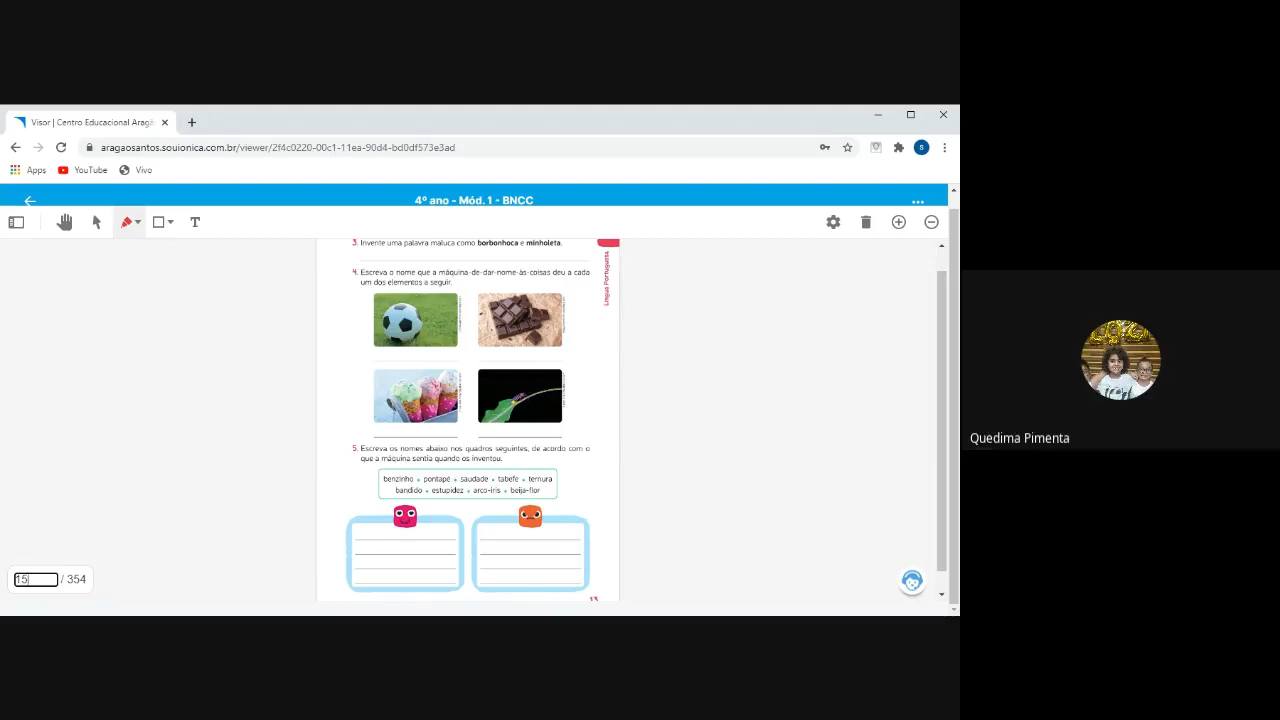 Visor | Centro Educacional Aragã
aragaosantos.souionica.com.br/viewer/2f4c0220-00c1-11ea-90d4-bd0df573e3ad
S
Apps
YouTube
Vivo
4º ano - Mód. 1 - BNCC
T
3. Invente uma palavra maluca como borbonhoca e minholeta.
Língua Portuguesa
4. Escreva o nome que a máquina-de-dar-nome-às-coisas deu a cada
um dos elementos a seguir.
5. Escreva os nomes abaixo nos quadros seguintes, de acordo com o
que a máquina sentia quando os inventou.
benzinho • pontapé • saudade • tabefe • ternura
bandido • estupidez • arco-íris • beija-flor
13
15 / 354
Quedima Pimenta